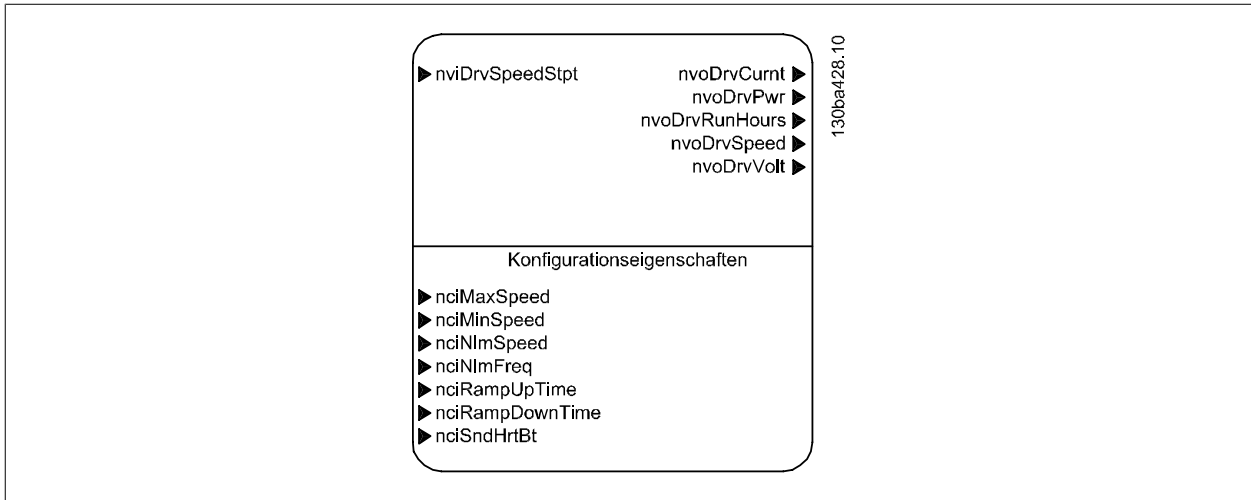 nviDrvSpeedStpt
nvoDrvCurnt
nvoDrvPwr
nvoDrvRunHours
nvoDrvSpeed
nvoDrvVolt
130ba428.10
Konfigurationseigenschaften
nciMaxSpeed
nciMinSpeed
nciNlmSpeed
nciNlmFreq
nciRampUpTime
nciRampDownTime
nciSndHrtBt